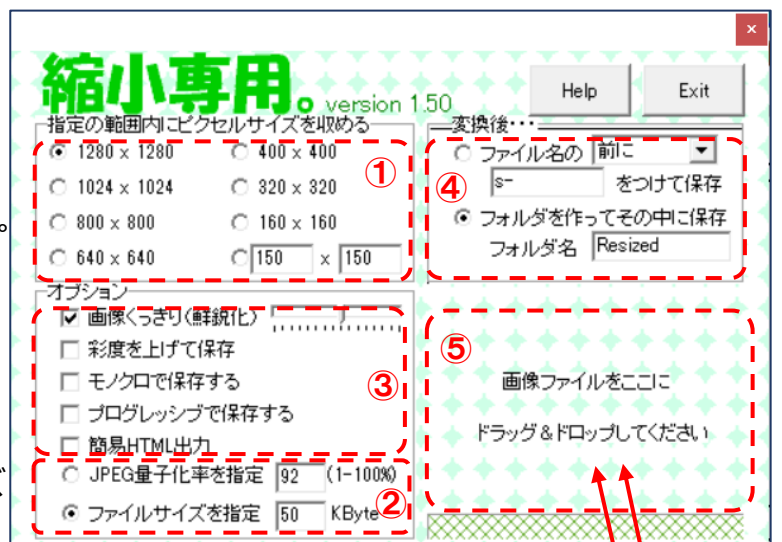 ×
縮小専用。 version 1.50
Help
Exit
指定の範囲内にピクセルサイズを収める
1280 x 1280
400 x 400
①
1024 x 1024
320 x 320
800 x 800
160 x 160
640 x 640
150 x 150
変換後・・・
ファイル名の 前に
④
s- をつけて保存
フォルダを作ってその中に保存
フォルダ名 Resized
オプション
画像くっきり(鮮鋭化)
彩度を上げて保存
モノクロで保存する
③
プログレッシブで保存する
簡易HTML出力
JPEG量子化率を指定 92 (1-100%)
②
ファイルサイズを指定 50 KByte
⑤
画像ファイルをここに
ドラッグ&ドロップしてください